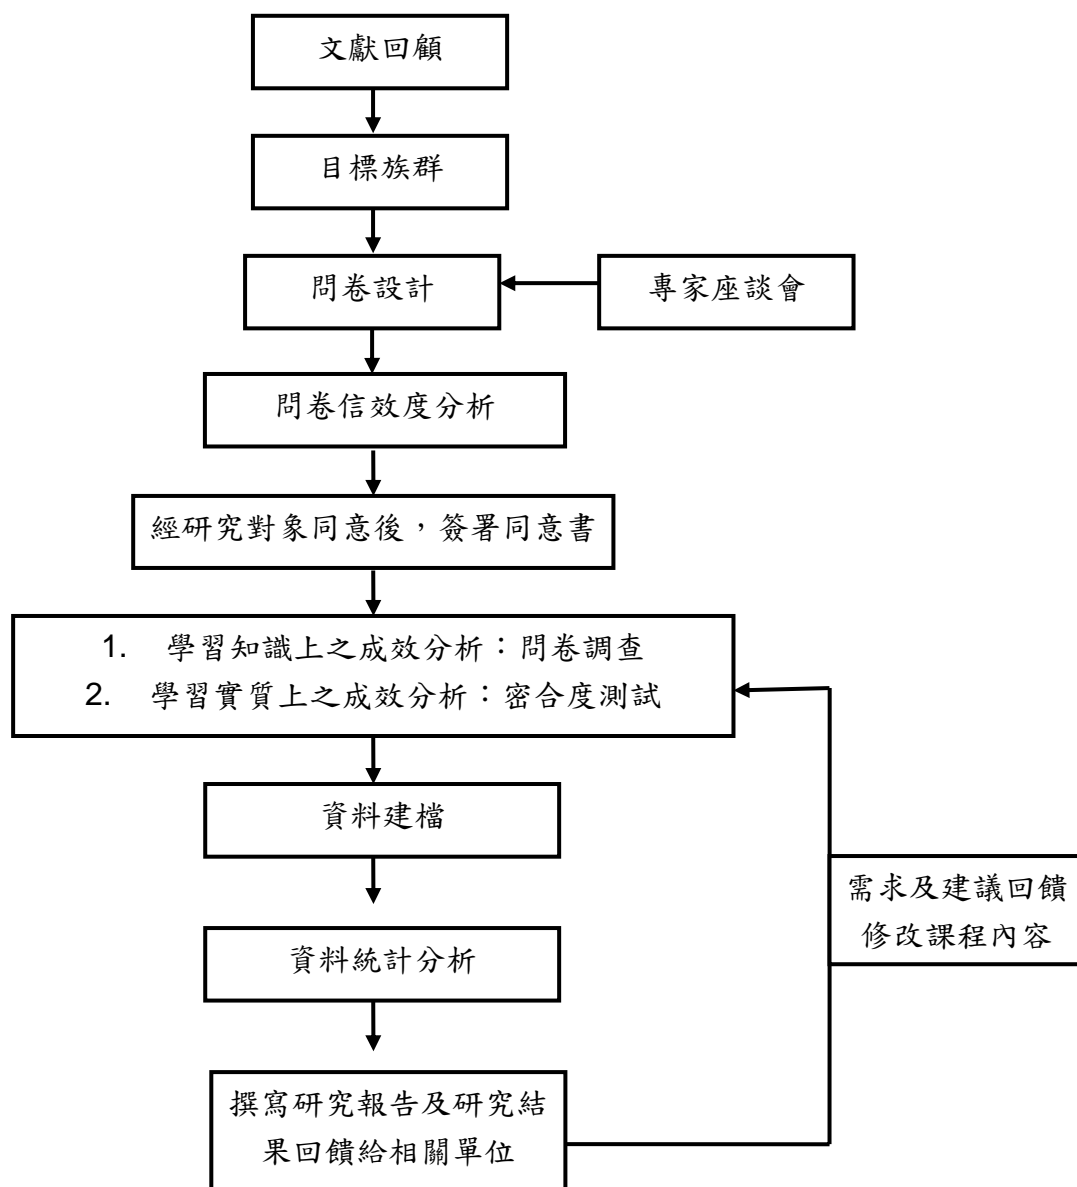 文獻回顧
目標族群
問卷設計
專家座談會
問卷信效度分析
經研究對象同意後，簽署同意書
1. 學習知識上之成效分析：問卷調查
2. 學習實質上之成效分析：密合度測試
資料建檔
需求及建議回饋
修改課程內容
資料統計分析
撰寫研究報告及研究結
果回饋給相關單位